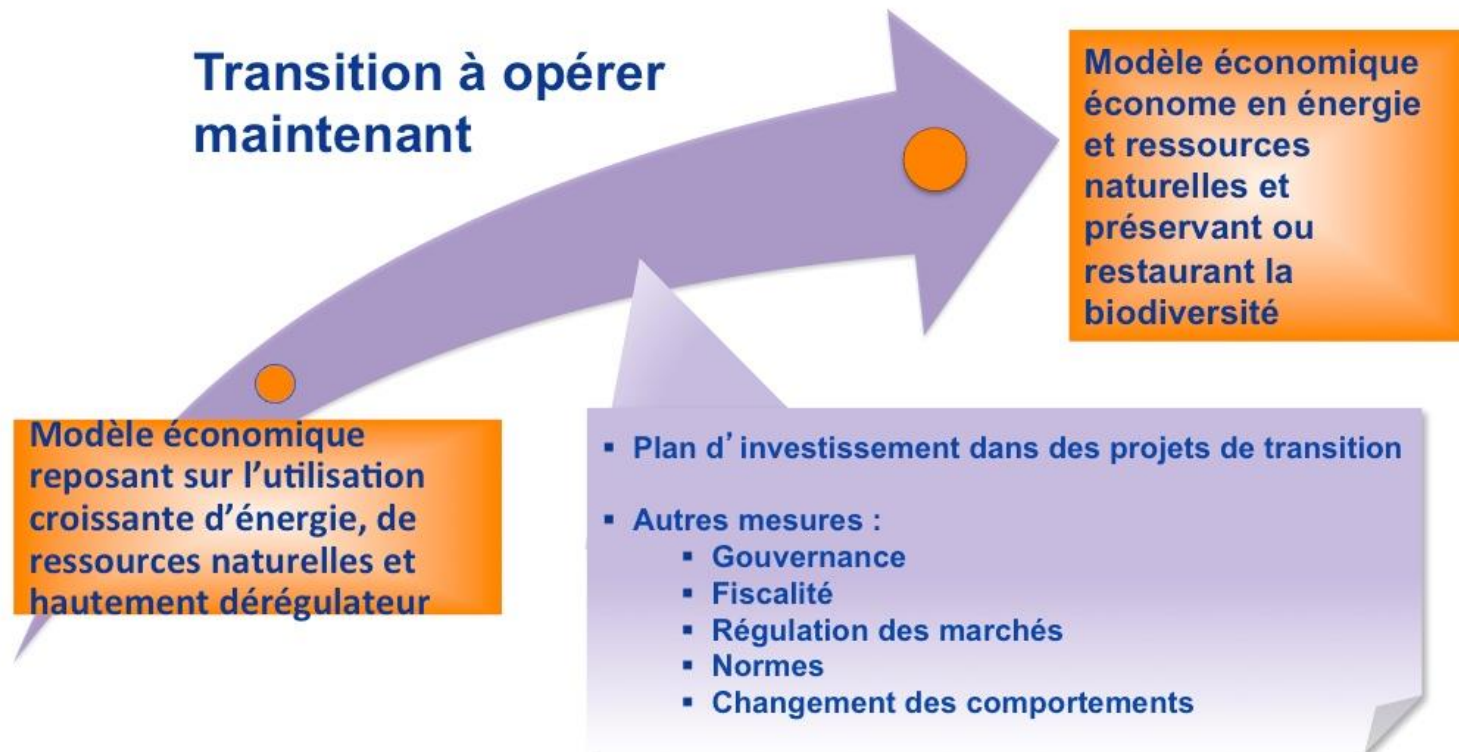 Transition à opérer
maintenant
Modèle économique
économe en énergie
et ressources
naturelles et
préservant ou
restaurant la
biodiversité
Modèle économique
reposant sur l’utilisation
croissante d’énergie, de
ressources naturelles et
hautement dérégulateur
▪ Plan d’investissement dans des projets de transition
▪ Autres mesures :
▪ Gouvernance
▪ Fiscalité
▪ Régulation des marchés
▪ Normes
▪ Changement des comportements